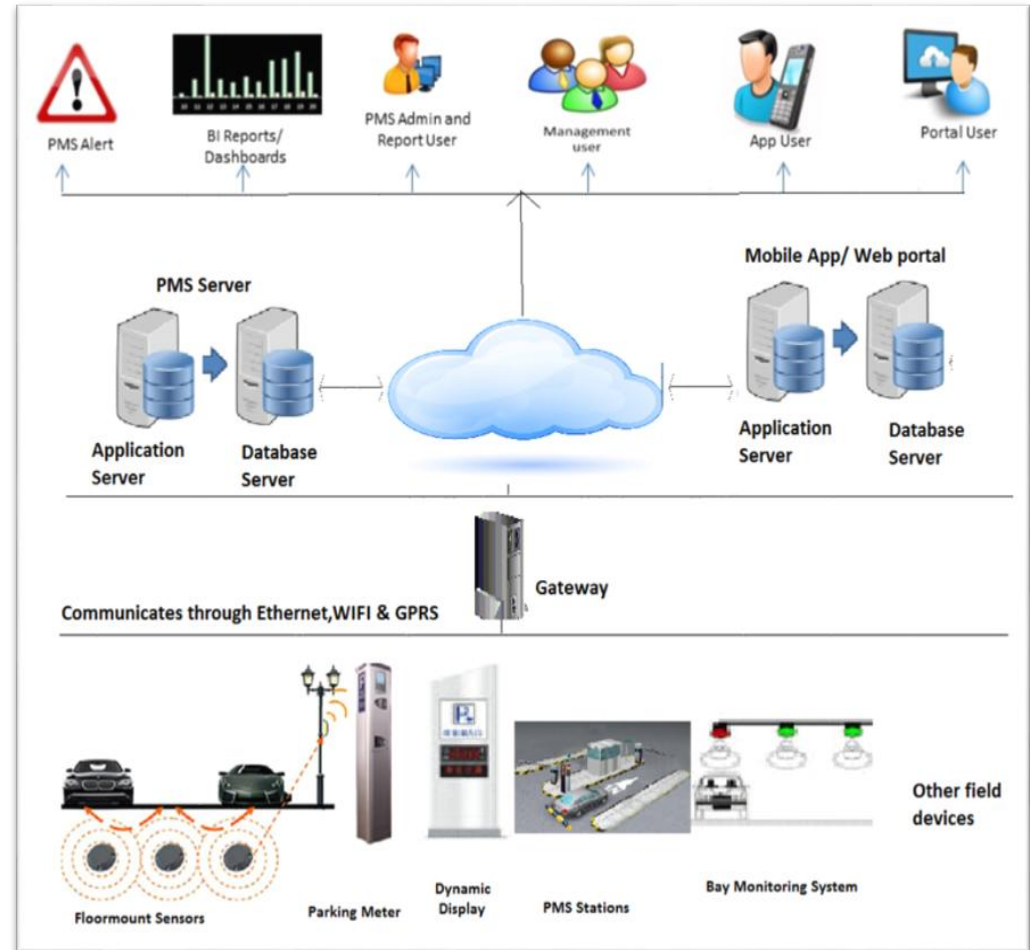 PMS Alert
BI Reports/
Dashboards
PMS Admin and
Report User
Management
user
App User
Portal User
PMS Server
Mobile App/ Web portal
Application
Server
Database
Server
Application
Server
Database
Server
Gateway
Communicates through Ethernet,WIFI & GPRS
Other field
devices
Floormount Sensors
Parking Meter
Dynamic
Display
PMS Stations
Bay Monitoring System